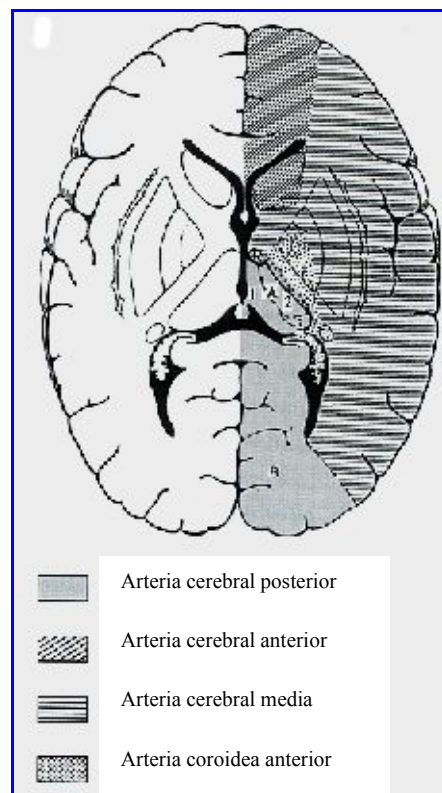 B
Arteria cerebral posterior
Arteria cerebral anterior
Arteria cerebral media
Arteria coroidea anterior